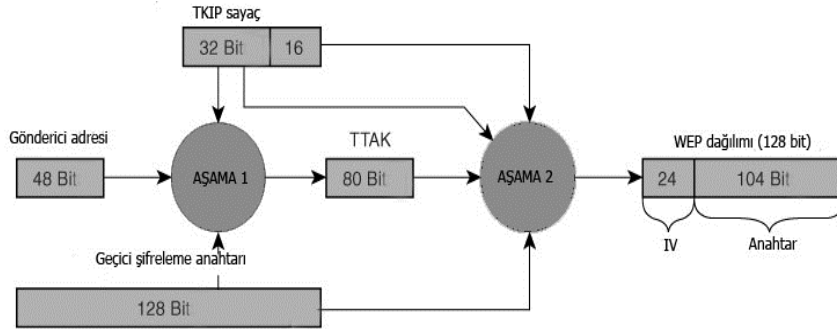 TKIP sayaç
32 Bit 16
Gönderici adresi
48 Bit
AŞAMA 1
TTAK
80 Bit
AŞAMA 2
WEP dağılımı (128 bit)
24 104 Bit
IV Anahtar
Geçici şifreleme anahtarı
128 Bit